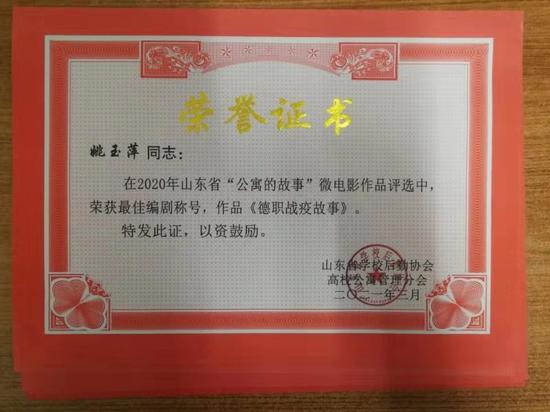 荣誉证书
姚玉萍 同志：
在2020年山东省“公寓的故事”微电影作品评选中，
荣获最佳编剧称号，作品《德职战疫故事》。
特发此证，以资鼓励。
山东省学校后勤协会
高校公寓管理分会
二〇二一年三月